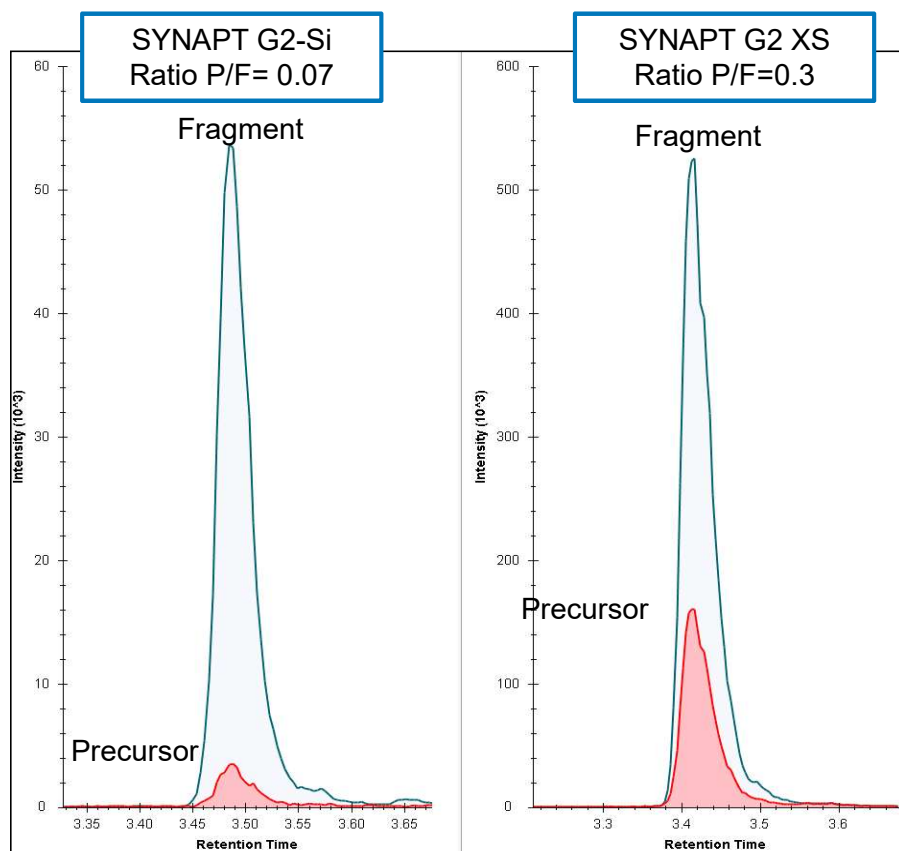 SYNAPT G2-Si
Ratio P/F= 0.07
Fragment
60
50
40
30
20
10
0
Intensity (10^3)
Precursor
3.35
3.40
3.45
3.50
3.55
3.60
3.65
Retention Time
SYNAPT G2 XS
Ratio P/F=0.3
Fragment
600
500
400
300
200
100
0
Intensity (10^3)
Precursor
3.3
3.4
3.5
3.6
Retention Time